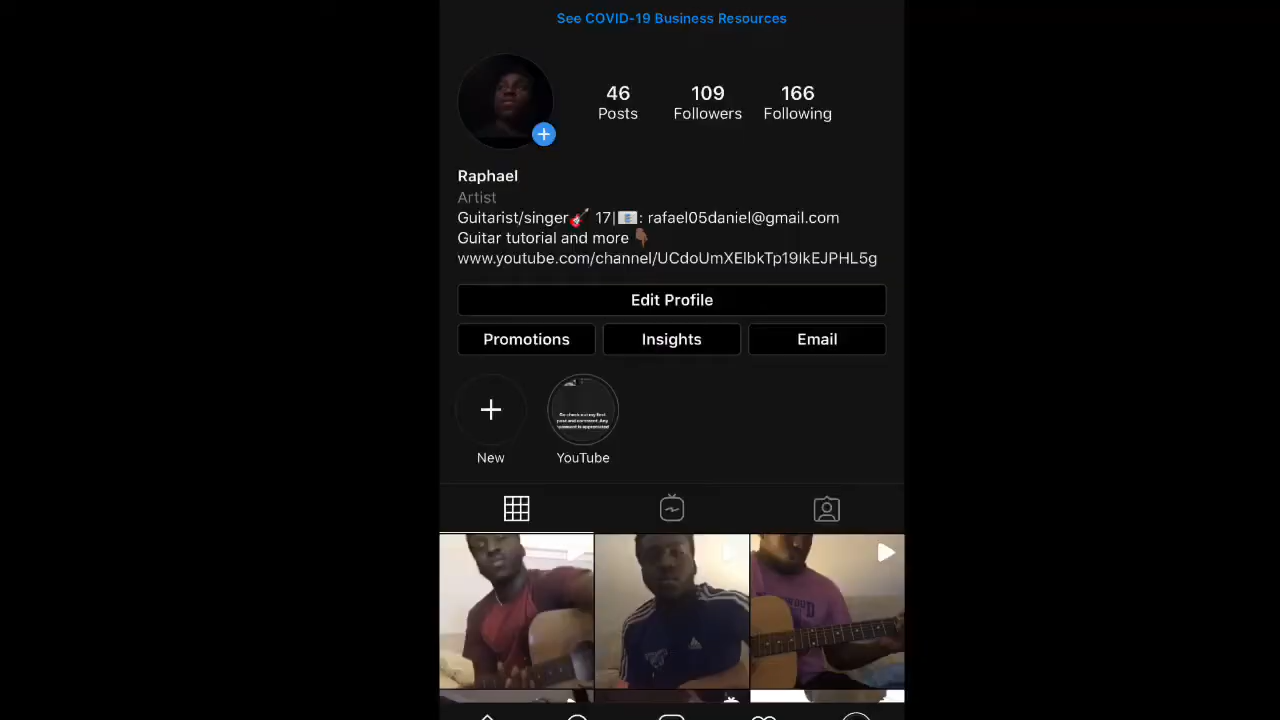 See COVID-19 Business Resources
46
109
166
Posts
Followers
Following
Raphael
Artist
Guitarist/singer🎸 17|📧: rafael05daniel@gmail.com
Guitar tutorial and more 👇🏾
www.youtube.com/channel/UCdoUmXElbkTp19lkEJPHL5g
Edit Profile
Promotions
Insights
Email
New
YouTube